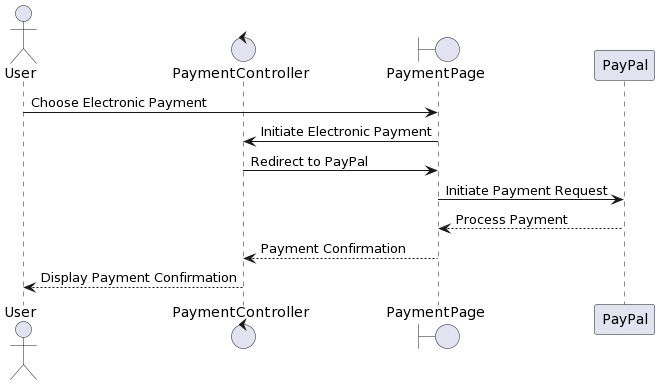 User
PaymentController
PaymentPage
PayPal
Choose Electronic Payment
Initiate Electronic Payment
Redirect to PayPal
Initiate Payment Request
Process Payment
Payment Confirmation
Display Payment Confirmation
User
PaymentController
PaymentPage
PayPal